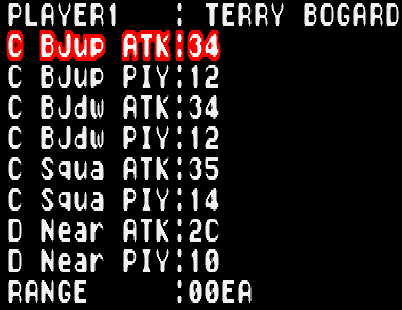 PLAYER1 : TERRY BOGARD
C BJup ATK:34
C BJup PIY:12
C BJdw ATK:34
C BJdw PIY:12
C Squa ATK:35
C Squa PIY:14
D Near ATK:2C
D Near PIY:10
RANGE :00EA